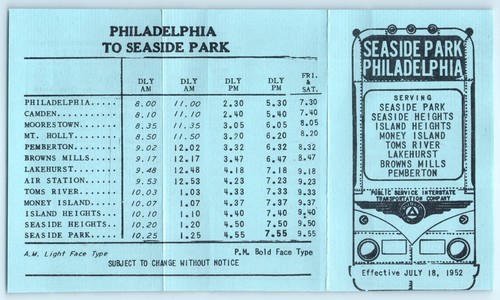 PHILADELPHIA
TO SEASIDE PARK
DLY AM DLY AM DLY PM DLY PM FRI. & SAT.
PHILADELPHIA..... 8.00 11.00 2.30 5.30 7.30
CAMDEN........... 8.10 11.10 2.40 5.40 7.40
MOORESTOWN....... 8.35 11.35 3.05 6.05 8.05
MT. HOLLY........ 8.50 11.50 3.20 6.20 8.20
PEMBERTON........ 9.02 12.02 3.32 6.32 8.32
BROWNS MILLS..... 9.17 12.17 3.47 6.47 8.47
LAKEHURST........ 9.48 12.48 4.18 7.18 9.18
AIR STATION...... 9.53 12.53 4.23 7.23 9.23
TOMS RIVER....... 10.03 1.03 4.33 7.33 9.33
MONEY ISLAND..... 10.07 1.07 4.37 7.37 9.37
ISLAND HEIGHTS... 10.10 1.10 4.40 7.40 9.40
SEASIDE HEIGHTS.. 10.20 1.20 4.50 7.50 9.50
SEASIDE PARK..... 10.25 1.25 4.55 7.55 9.55
A.M. Light Face Type P.M. Bold Face Type
SUBJECT TO CHANGE WITHOUT NOTICE
SEASIDE PARK
PHILADELPHIA
SERVING
SEASIDE PARK
SEASIDE HEIGHTS
ISLAND HEIGHTS
MONEY ISLAND
TOMS RIVER
LAKEHURST
BROWNS MILLS
PEMBERTON
PUBLIC SERVICE INTERSTATE
TRANSPORTATION COMPANY
Effective JULY 18, 1952